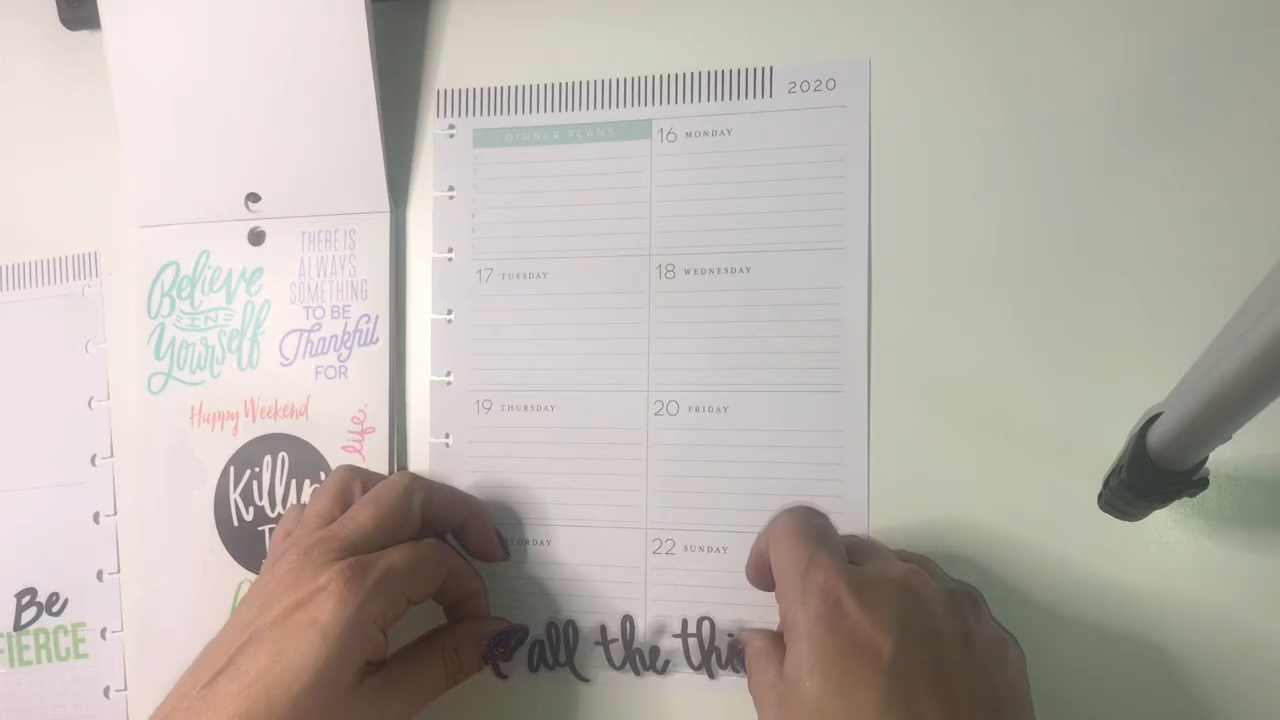 2020
DINNER PLANS
16 MONDAY
17 TUESDAY
18 WEDNESDAY
19 THURSDAY
20 FRIDAY
22 SUNDAY
all the
Believe
IN
Yourself
THERE IS
ALWAYS
SOMETHING
TO BE
Thankful
FOR
Happy Weekend
life.
Be
FIERCE